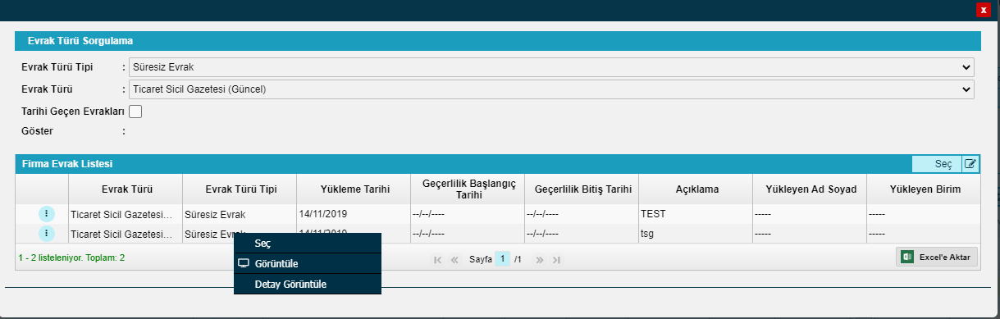 x
Evrak Türü Sorgulama
Evrak Türü Tipi : Süresiz Evrak
Evrak Türü : Ticaret Sicil Gazetesi (Güncel)
Tarihi Geçen Evrakları
Göster :
Firma Evrak Listesi Seç
Evrak Türü Evrak Türü Tipi Yükleme Tarihi Geçerlilik Başlangıç Tarihi Geçerlilik Bitiş Tarihi Açıklama Yükleyen Ad Soyad Yükleyen Birim
Ticaret Sicil Gazetesi... Süresiz Evrak 14/11/2019 --/--/---- --/--/---- TEST ----- -----
Ticaret Sicil Gazetesi... Süresiz Evrak 14/11/2019 --/--/---- --/--/---- tsg ----- -----
Seç
Görüntüle
Detay Görüntüle
1 - 2 listeleniyor. Toplam: 2 Sayfa 1 /1 Excel'e Aktar